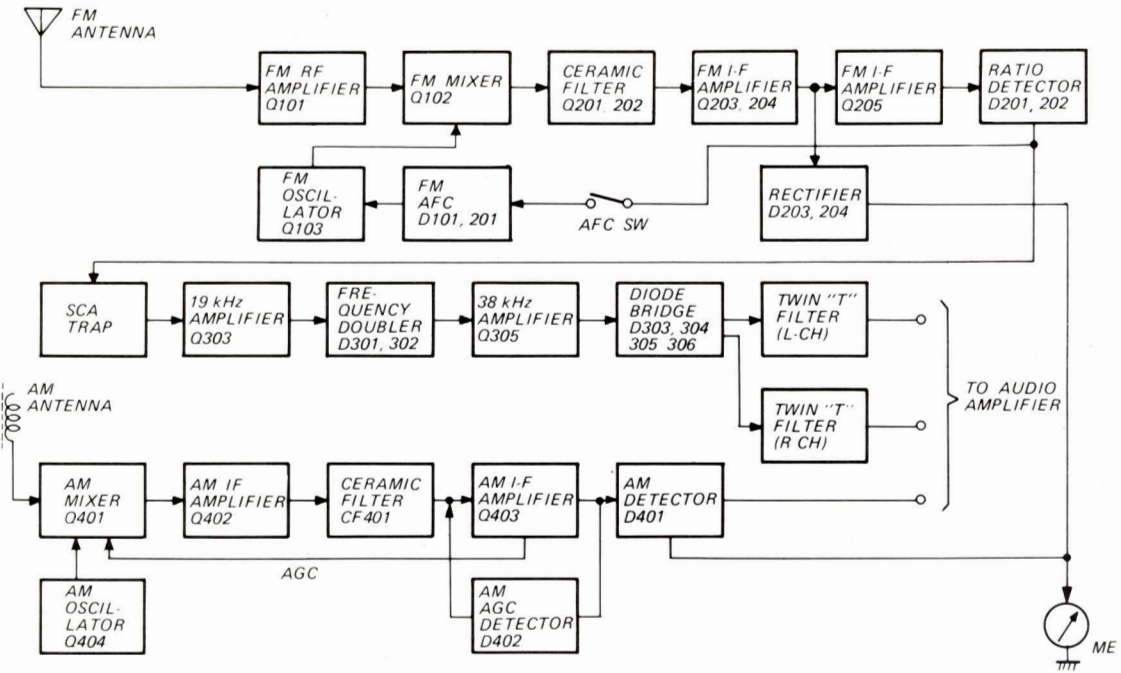 FM
ANTENNA
FM RF
AMPLIFIER
Q101
FM MIXER
Q102
CERAMIC
FILTER
Q201, 202
FM I-F
AMPLIFIER
Q203, 204
FM I-F
AMPLIFIER
Q205
RATIO
DETECTOR
D201, 202
FM
OSCIL-
LATOR
Q103
FM
AFC
D101, 201
AFC SW
RECTIFIER
D203, 204
SCA
TRAP
19 kHz
AMPLIFIER
Q303
FRE-
QUENCY
DOUBLER
D301, 302
38 kHz
AMPLIFIER
Q305
DIODE
BRIDGE
D303, 304
305 306
TWIN "T"
FILTER
(L-CH)
TWIN "T"
FILTER
(R CH)
TO AUDIO
AMPLIFIER
AM
ANTENNA
AM
MIXER
Q401
AM IF
AMPLIFIER
Q402
CERAMIC
FILTER
CF401
AM I-F
AMPLIFIER
Q403
AM
DETECTOR
D401
AGC
AM
OSCIL-
LATOR
Q404
AM
AGC
DETECTOR
D402
ME